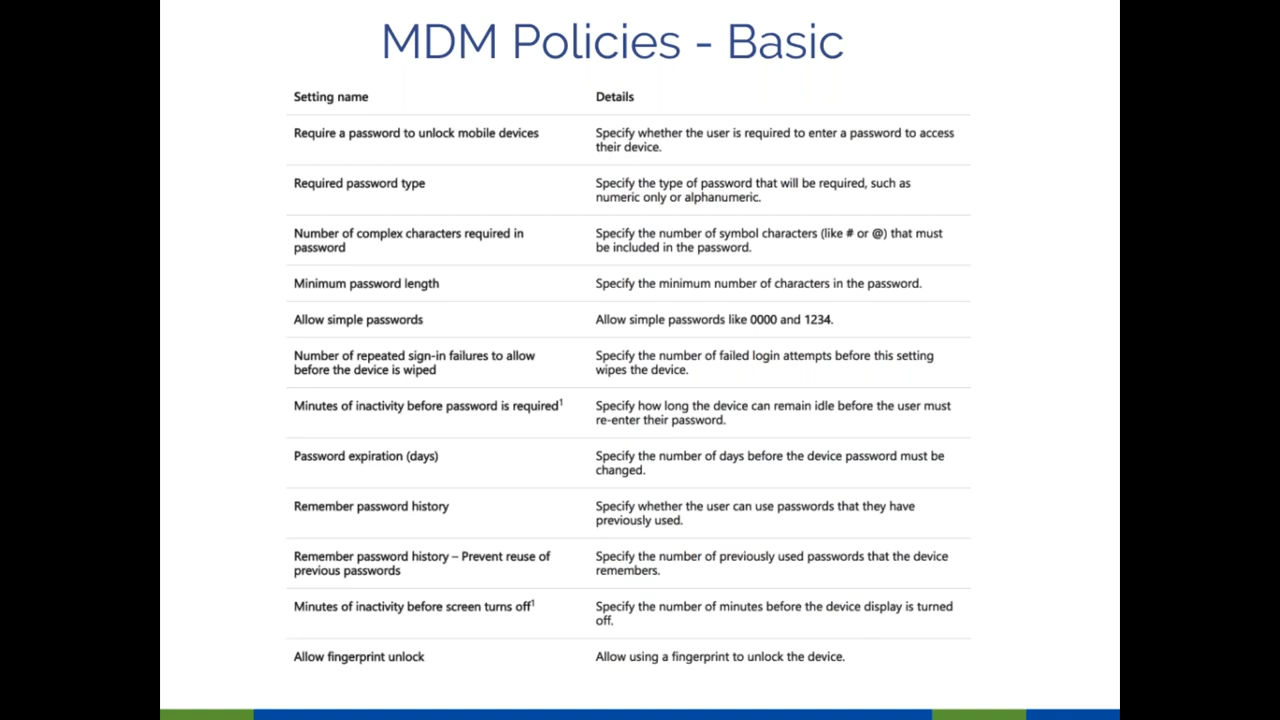 MDM Policies - Basic
Setting name Details
Require a password to unlock mobile devices Specify whether the user is required to enter a password to access
their device.
Required password type Specify the type of password that will be required, such as
numeric only or alphanumeric.
Number of complex characters required in Specify the number of symbol characters (like # or @) that must
password be included in the password.
Minimum password length Specify the minimum number of characters in the password.
Allow simple passwords Allow simple passwords like 0000 and 1234.
Number of repeated sign-in failures to allow Specify the number of failed login attempts before this setting
before the device is wiped wipes the device.
Minutes of inactivity before password is required¹ Specify how long the device can remain idle before the user must
re-enter their password.
Password expiration (days) Specify the number of days before the device password must be
changed.
Remember password history Specify whether the user can use passwords that they have
previously used.
Remember password history – Prevent reuse of Specify the number of previously used passwords that the device
previous passwords remembers.
Minutes of inactivity before screen turns off¹ Specify the number of minutes before the device display is turned
off.
Allow fingerprint unlock Allow using a fingerprint to unlock the device.